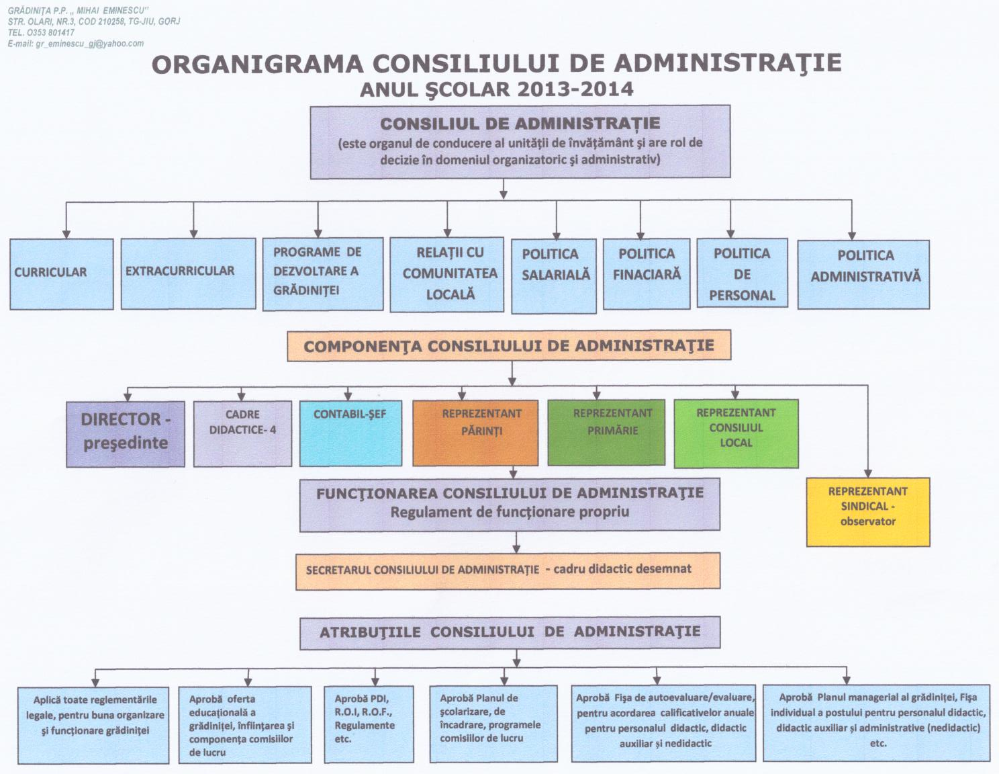 GRĂDINIŢA P.P. „ MIHAI EMINESCU"
STR. OLARI, NR.3, COD 210258, TG-JIU, GORJ
TEL. O353 801417
E-mail: gr_eminescu_gj@yahoo.com
ORGANIGRAMA CONSILIULUI DE ADMINISTRAŢIE
ANUL ŞCOLAR 2013-2014
CONSILIUL DE ADMINISTRAȚIE
(este organul de conducere al unității de învățământ și are rol de
decizie în domeniul organizatoric și administrativ)
CURRICULAR
EXTRACURRICULAR
PROGRAME DE
DEZVOLTARE A
GRĂDINIȚEI
RELAȚII CU
COMUNITATEA
LOCALĂ
POLITICA
SALARIALĂ
POLITICA
FINACIARĂ
POLITICA
DE
PERSONAL
POLITICA
ADMINISTRATIVĂ
COMPONENŢA CONSILIULUI DE ADMINISTRAŢIE
DIRECTOR -
președinte
CADRE
DIDACTICE- 4
CONTABIL-ȘEF
REPREZENTANT
PĂRINȚI
REPREZENTANT
PRIMĂRIE
REPREZENTANT
CONSILIUL
LOCAL
REPREZENTANT
SINDICAL -
observator
FUNCŢIONAREA CONSILIULUI DE ADMINISTRAŢIE
Regulament de funcționare propriu
SECRETARUL CONSILIULUI DE ADMINISTRAȚIE - cadru didactic desemnat
ATRIBUŢIILE CONSILIULUI DE ADMINISTRAŢIE
Aplică toate reglementările
legale, pentru buna organizare
și funcționare grădiniței
Aprobă oferta
educațională a
grădiniței, înființarea și
componența comisiilor
de lucru
Aprobă PDI,
R.O.I, R.O.F.,
Regulamente
etc.
Aprobă Planul de
școlarizare, de
încadrare, programele
comisiilor de lucru
Aprobă Fișa de autoevaluare/evaluare,
pentru acordarea calificativelor anuale
pentru personalul didactic, didactic
auxiliar și nedidactic
Aprobă Planul managerial al grădiniței, Fișa
individual a postului pentru personalul didactic,
didactic auxiliar și administrative (nedidactic)
etc.